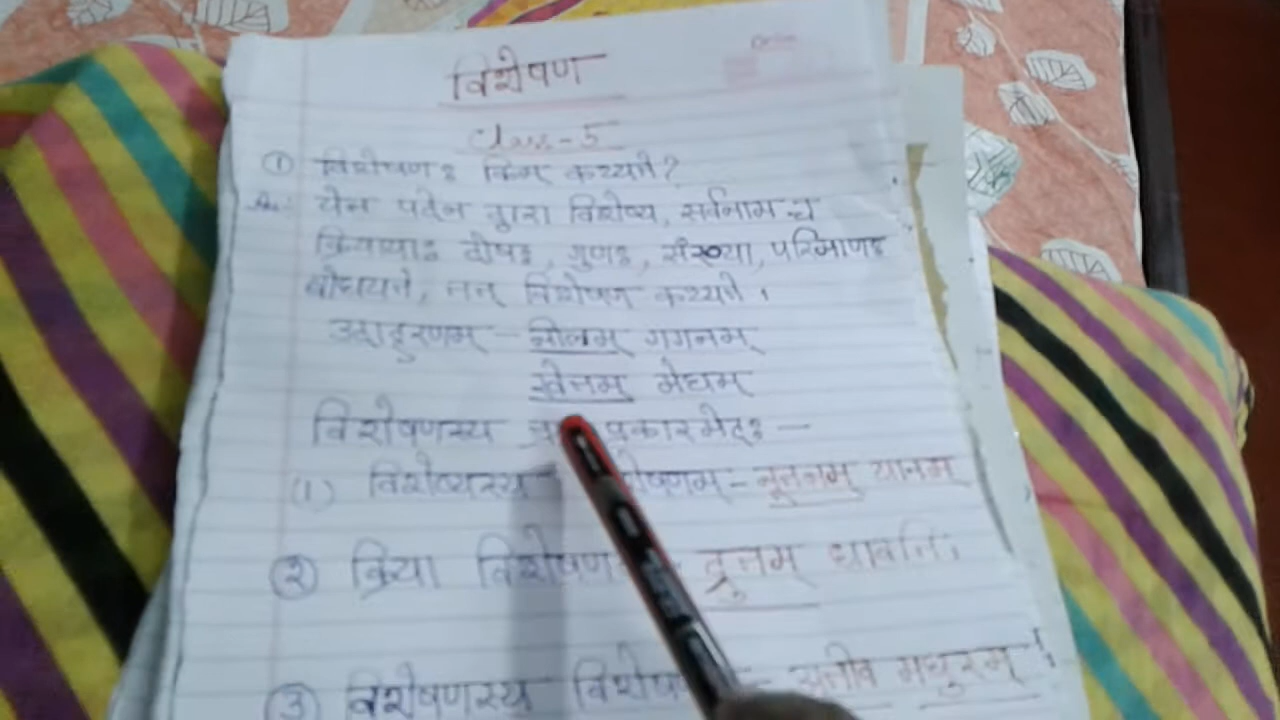 विशेषण
Class-5
① विशेषणः किम् कथ्यते?
Ans: येन पदेन द्वारा विशेष्य, सर्वनाम च
क्रियायाः दोषः, गुणः, संख्या, परिमाणः
बोधयते, तत् विशेषण कथ्यते।
उदाहरणम् - नीलम् गगनम्
श्वेतम् मेघम्
विशेषणस्य प्रकारभेदः -
(1) विशेष्यस्य - नूतनम् यानम्
② क्रिया विशेषण द्रुतम् धावति।
③ विशेषणस्य - अतीव मधुरम्।